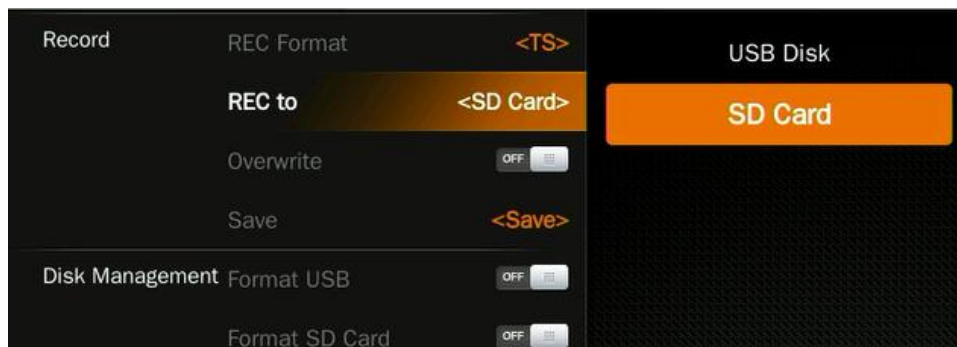 Record REC Format <TS>
USB Disk
REC to <SD Card>
SD Card
Overwrite OFF
Save <Save>
Disk Management Format USB OFF
Format SD Card OFF